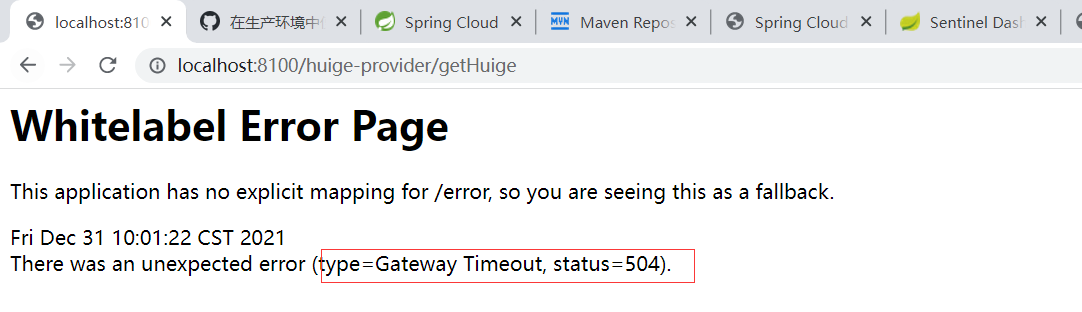 localhost:810
在生产环境中
Spring Cloud
Maven Repos
Spring Cloud
Sentinel Dash
localhost:8100/huige-provider/getHuige
Whitelabel Error Page
This application has no explicit mapping for /error, so you are seeing this as a fallback.
Fri Dec 31 10:01:22 CST 2021
There was an unexpected error (type=Gateway Timeout, status=504).